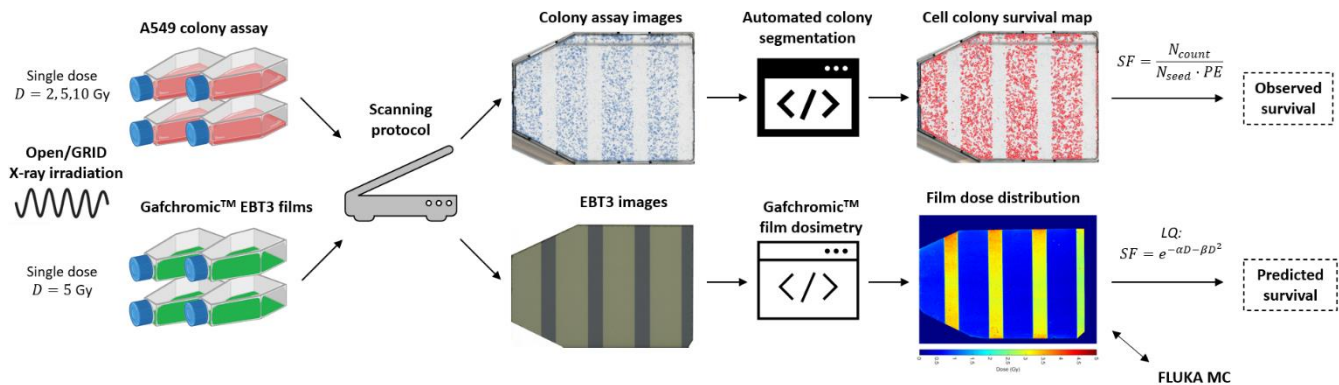 A549 colony assay
Single dose
D = 2, 5, 10 Gy
Open/GRID
X-ray irradiation
Gafchromic™ EBT3 films
Single dose
D = 5 Gy
Scanning
protocol
Colony assay images
EBT3 images
Automated colony
segmentation
</>
Gafchromic™
film dosimetry
</>
Cell colony survival map
Film dose distribution
Dose (Gy)
SF = N_count / (N_seed · PE)
Observed
survival
LQ:
SF = e^{−αD−βD²}
Predicted
survival
FLUKA MC